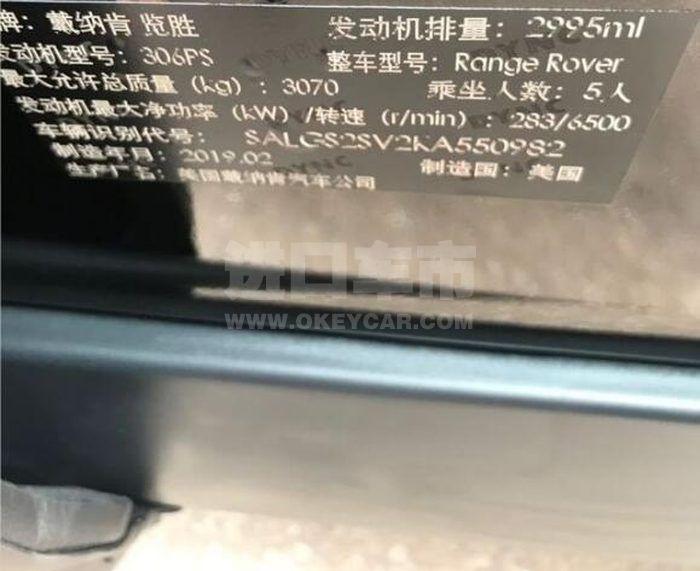 牌: 戴纳肯 览胜 发动机排量: 2995ml
发动机型号: 306PS 整车型号: Range Rover
最大允许总质量 (kg) : 3070 乘坐人数: 5人
发动机最大净功率 (kW) /转速 (r/min) : 283/6500
车辆识别代号: SALGS2SV2KA550982
制造年月: 2019.02 制造国: 美国
生产厂名: 美国戴纳肯汽车公司
进口车市
WWW.OKEYCAR.COM